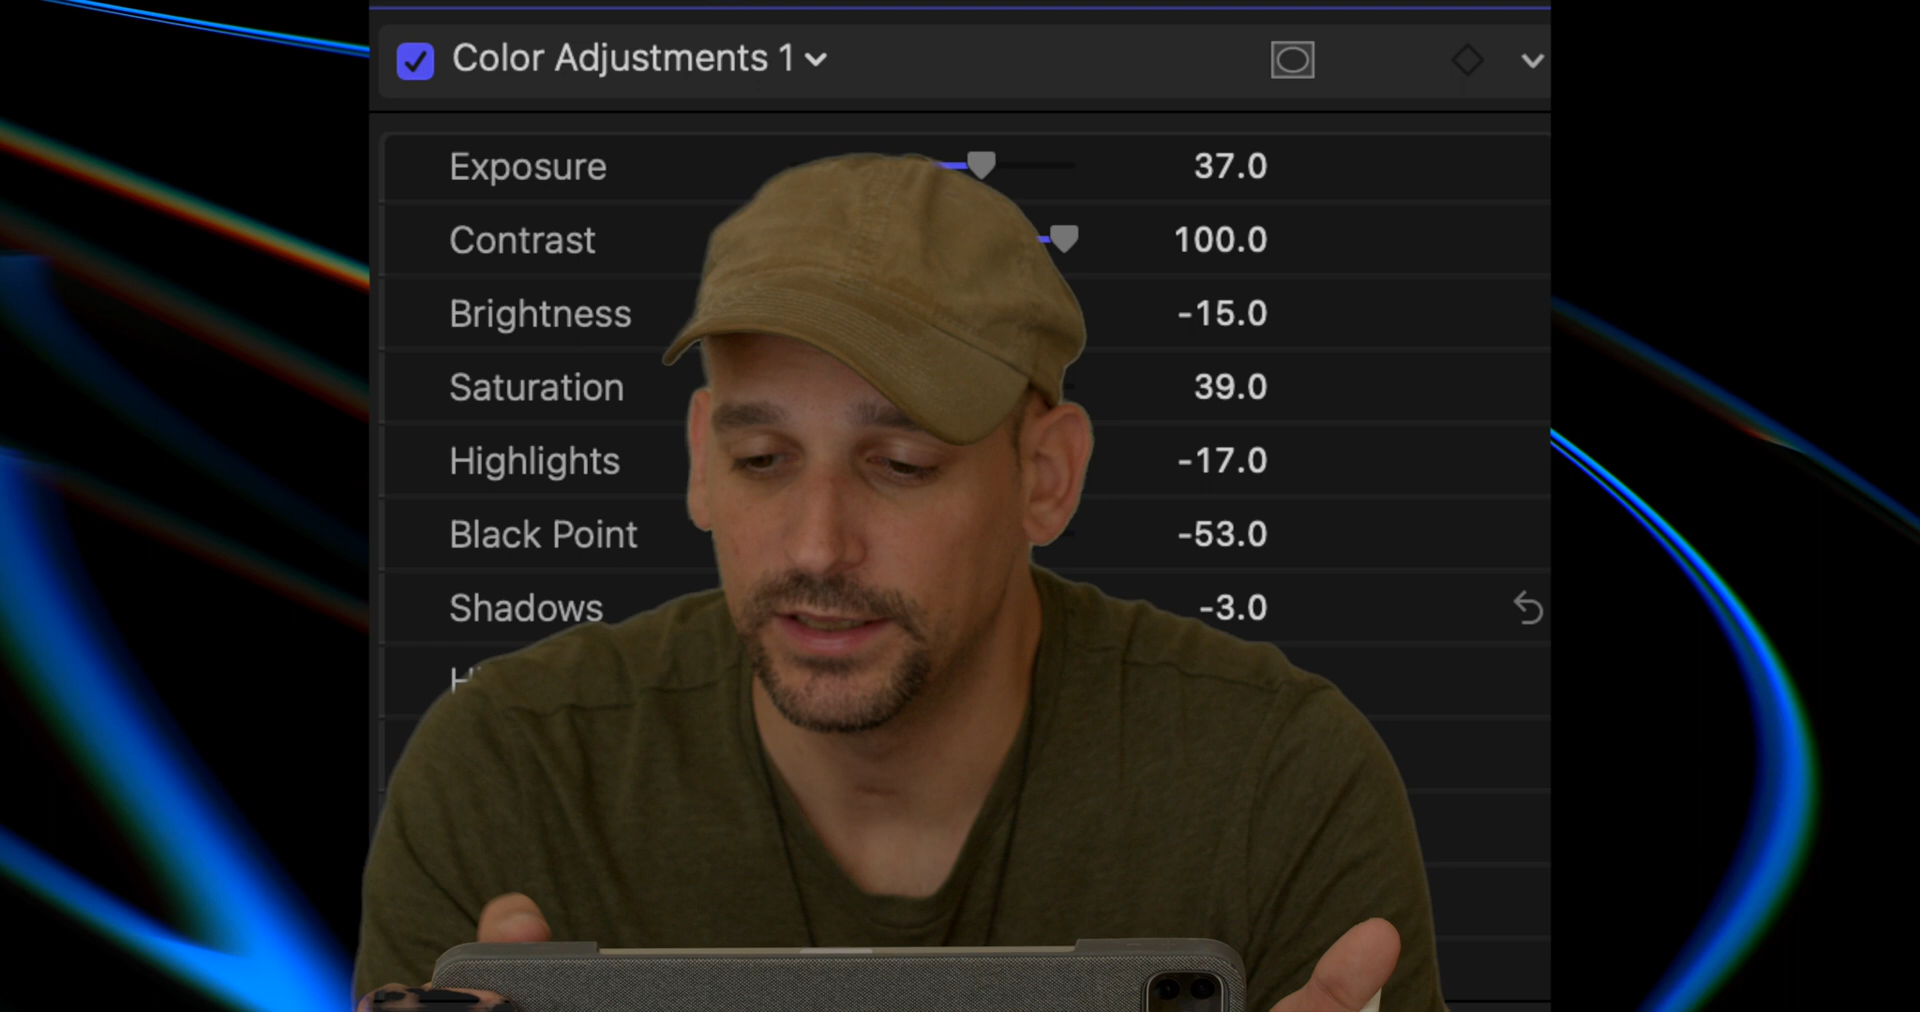 Color Adjustments 1
Exposure 37.0
Contrast 100.0
Brightness -15.0
Saturation 39.0
Highlights -17.0
Black Point -53.0
Shadows -3.0